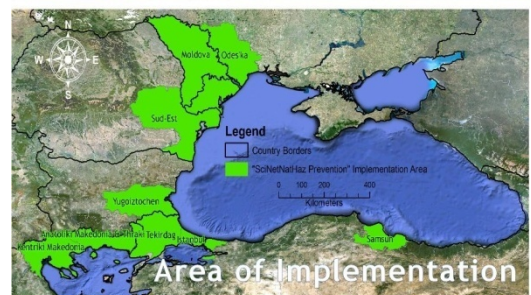 N
W E
S
Moldova
Odes'ka
Sud-Est
Legend
Country Borders
"SciNetNatHaz Prevention" Implementation Area
0 100 200 400
Kilometers
Yugoiztochen
Tekirdag
Istanbul
Samsun
Kentriki Makedonia
Area of Implementation